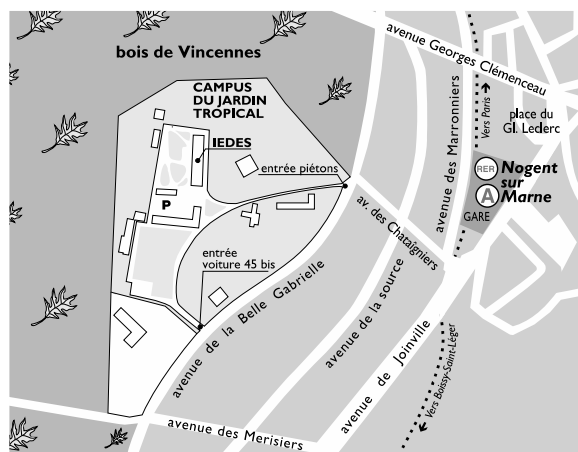 avenue Georges Clémenceau
bois de Vincennes
CAMPUS
DU JARDIN
TROPICAL
IEDES
entrée piétons
P
entrée
voiture 45 bis
avenue de la Belle Gabrielle
av. des Chataigniers
avenue des Marronniers
Vers Paris
place du
Gl. Leclerc
RER
A
Nogent
sur
Marne
GARE
avenue de la source
avenue de Joinville
Vers Boissy-Saint-Léger
avenue des Merisiers